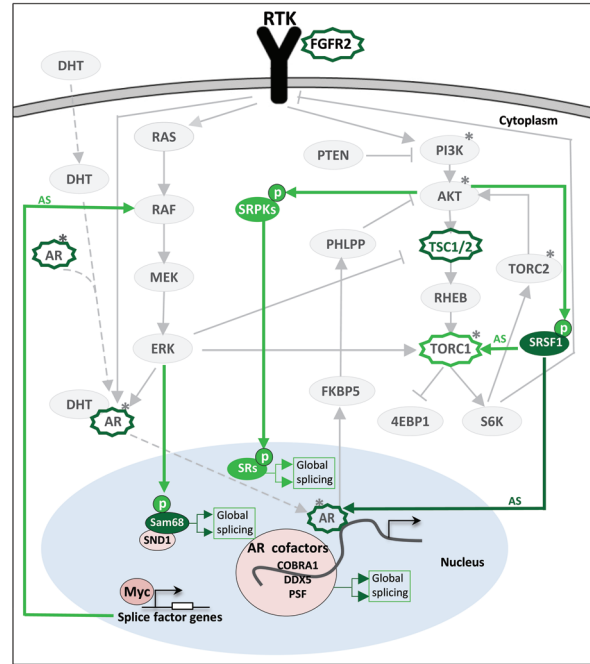 RTK
FGFR2
DHT
Cytoplasm
RAS
PTEN
PI3K*
DHT
AS
SRPKs
p
AKT*
p
RAF
AR*
PHLPP
TSC1/2
TORC2*
MEK
RHEB
p
SRSF1
ERK
TORC1*
AS
DHT
AR*
FKBP5
4EBP1
S6K
p
SRs
Global
splicing
p
Sam68
SND1
Global
splicing
AR*
AS
AR cofactors
COBRA1
DDX5
PSF
Nucleus
Global
splicing
Myc
Splice factor genes